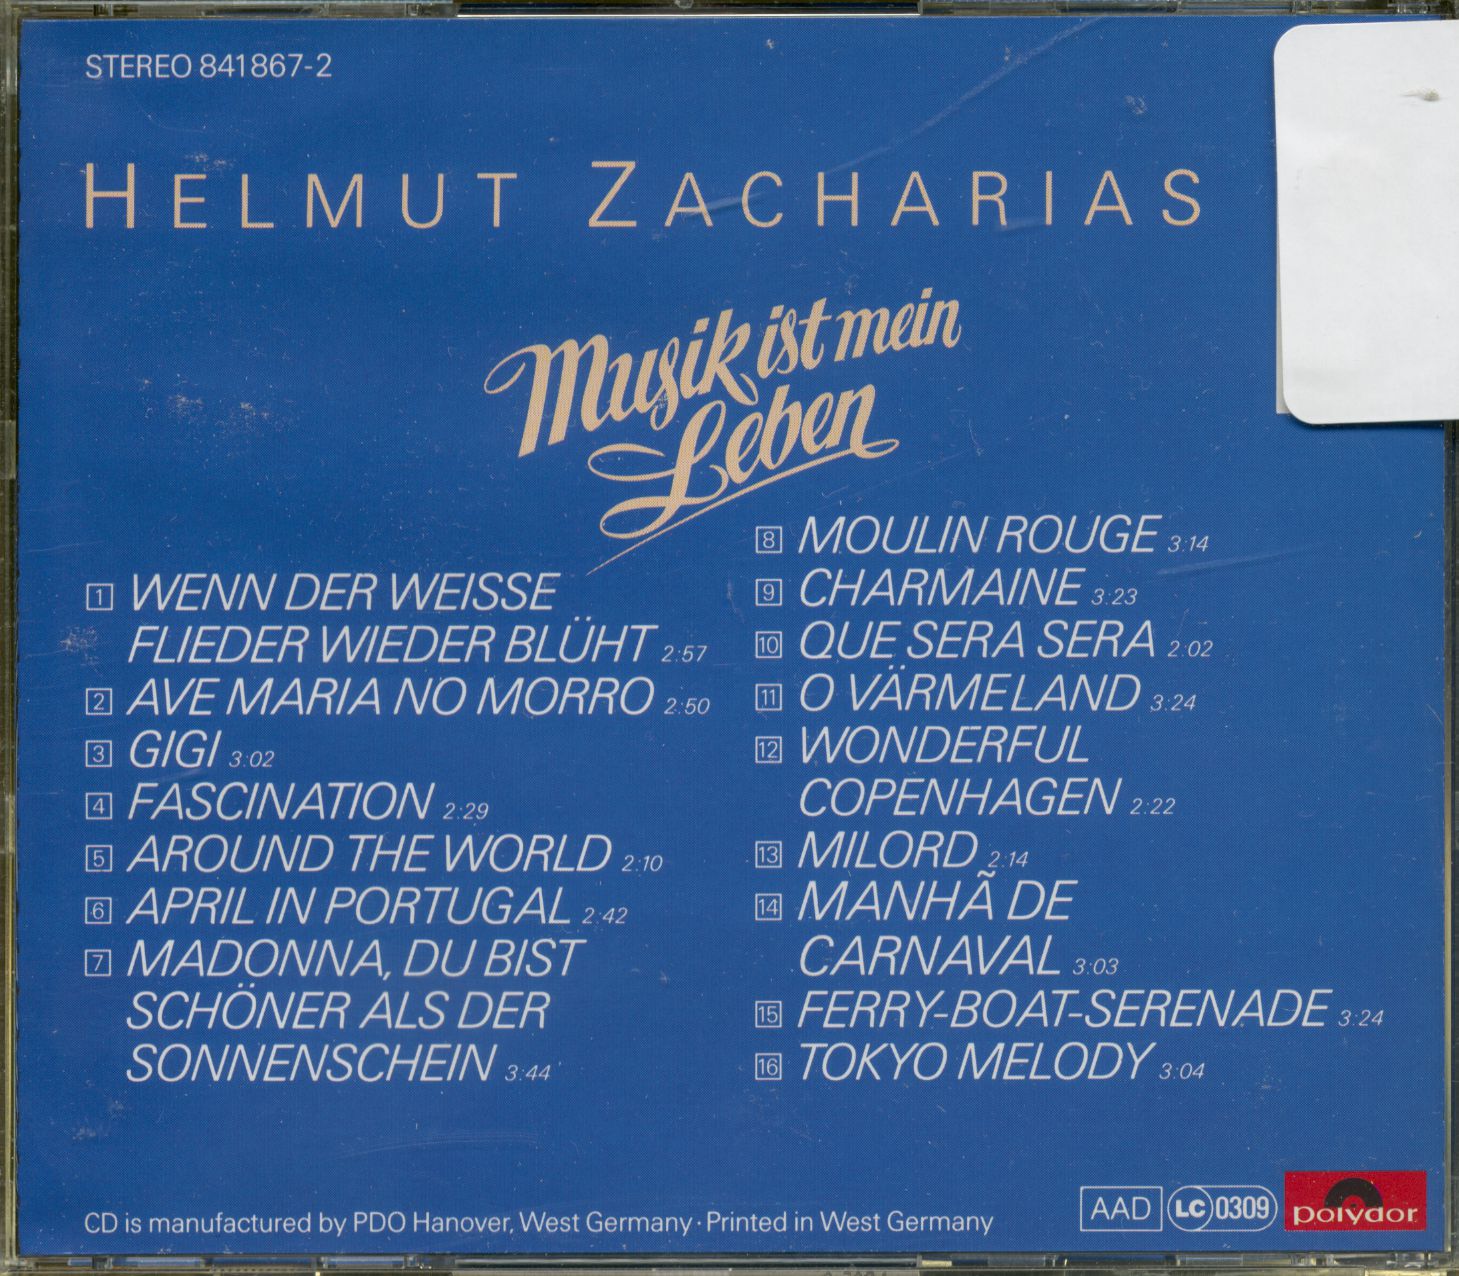 STEREO 841867-2
HELMUT ZACHARIAS
Musik ist mein
Leben
1 WENN DER WEISSE
FLIEDER WIEDER BLÜHT 2:57
2 AVE MARIA NO MORRO 2:50
3 GIGI 3:02
4 FASCINATION 2:29
5 AROUND THE WORLD 2:10
6 APRIL IN PORTUGAL 2:42
7 MADONNA, DU BIST
SCHÖNER ALS DER
SONNENSCHEIN 3:44
8 MOULIN ROUGE 3:14
9 CHARMAINE 3:23
10 QUE SERA SERA 2:02
11 O VÄRMELAND 3:24
12 WONDERFUL
COPENHAGEN 2:22
13 MILORD 2:14
14 MANHÃ DE
CARNAVAL 3:03
15 FERRY-BOAT-SERENADE 3:24
16 TOKYO MELODY 3:04
CD is manufactured by PDO Hanover, West Germany · Printed in West Germany
AAD LC 0309 polydor